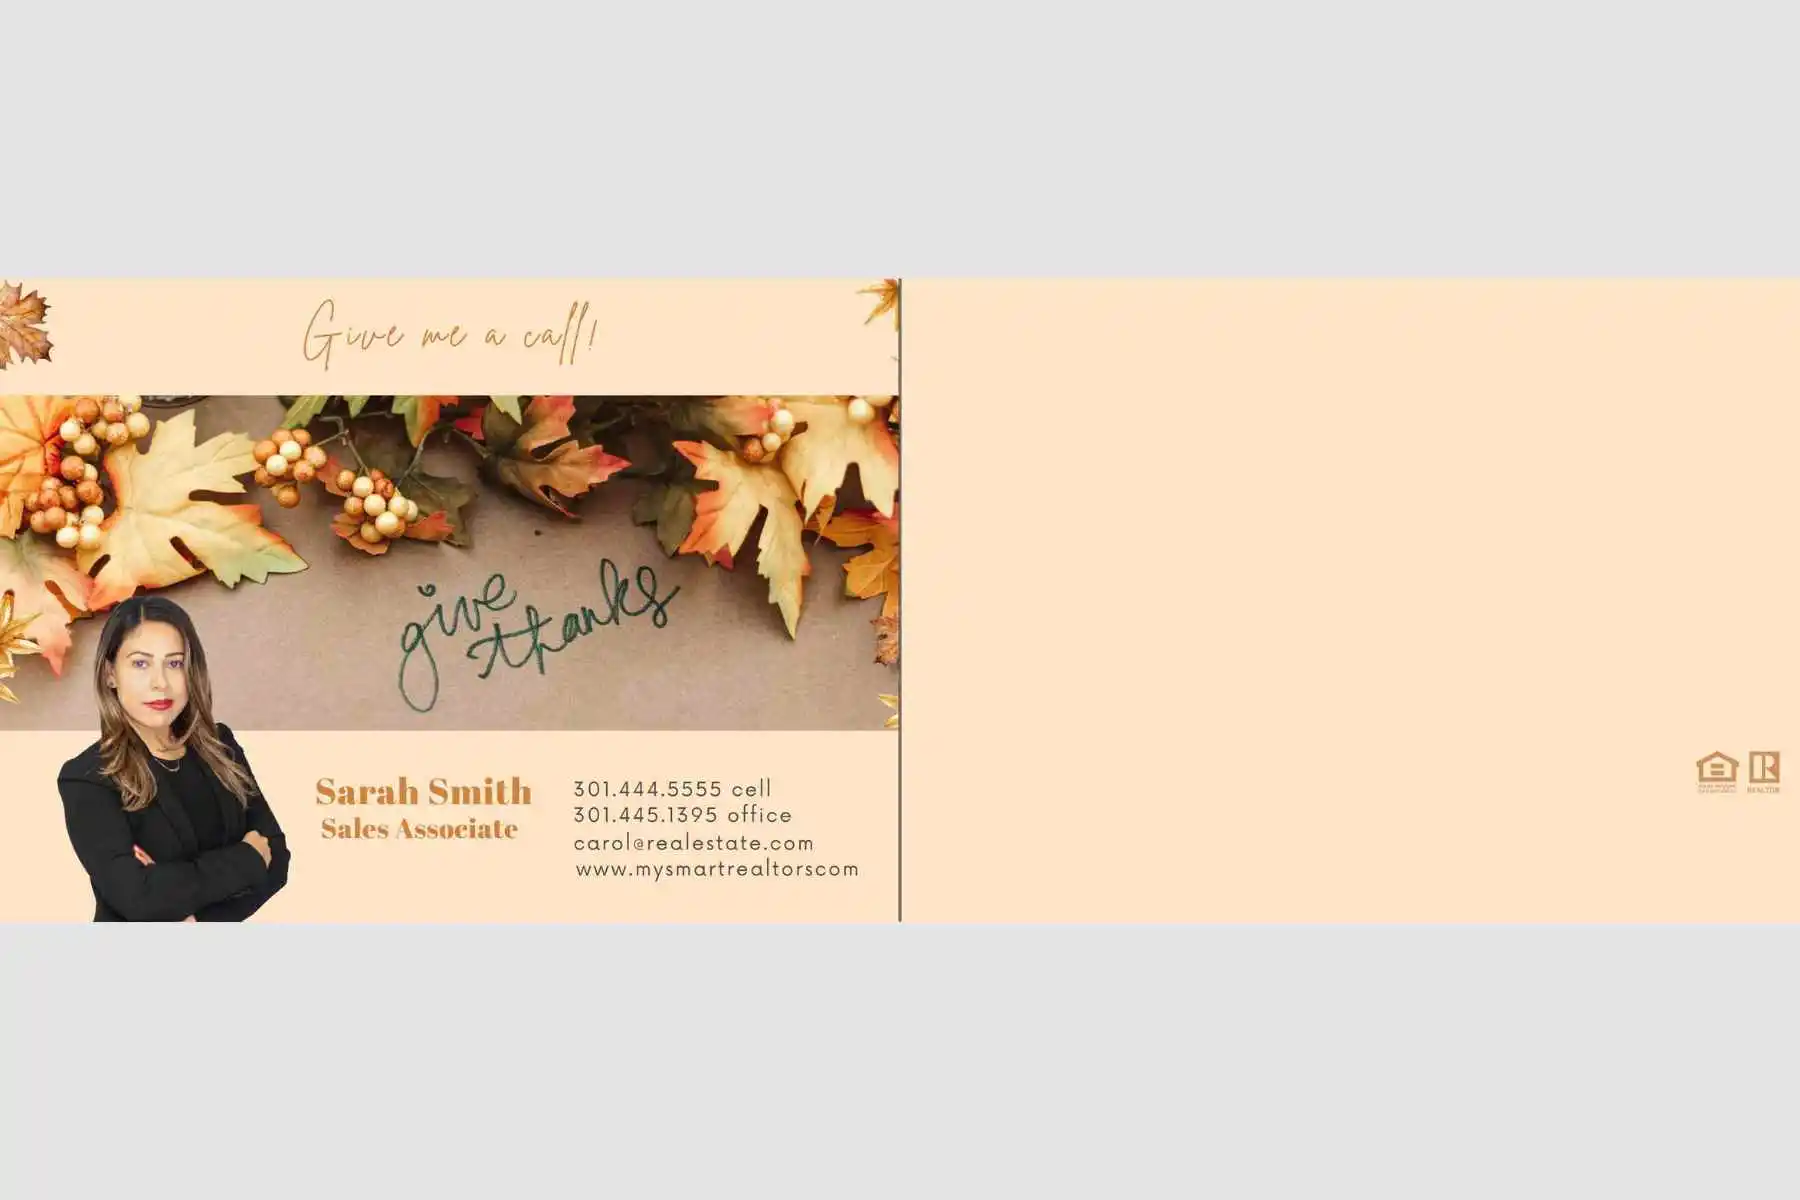 Give me a call!
give
thanks
Sarah Smith
Sales Associate
301.444.5555 cell
301.445.1395 office
carol@realestate.com
www.mysmartrealtorscom
REALTOR